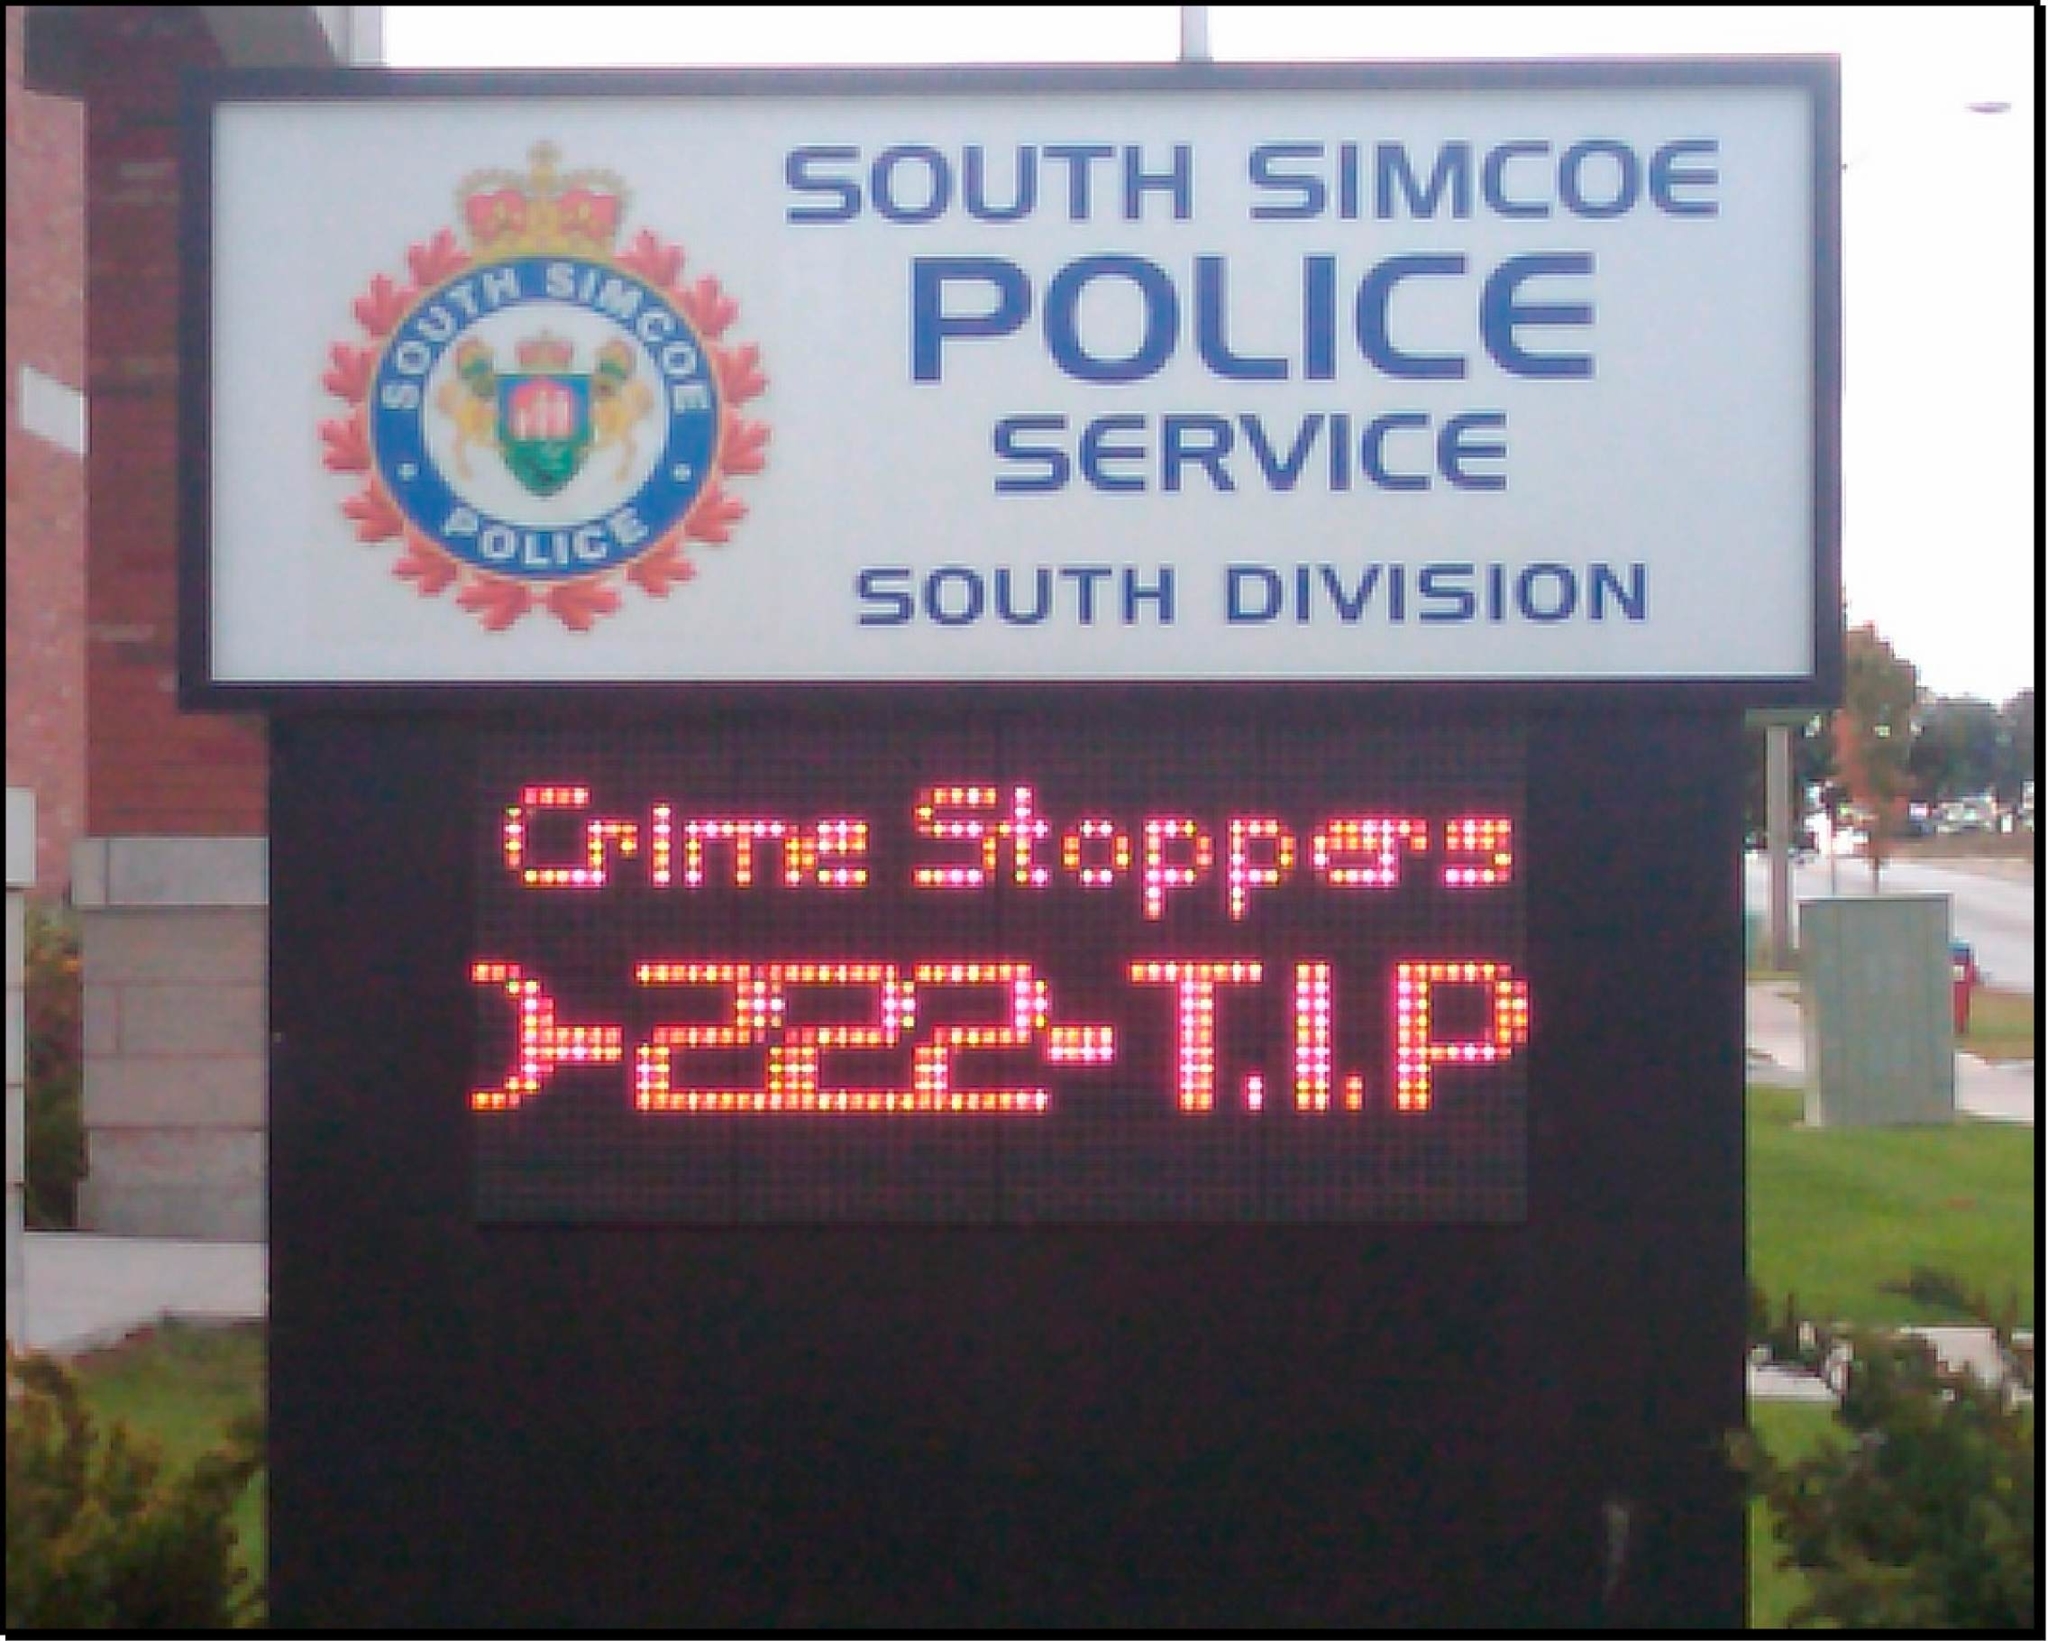 SOUTH SIMCOE
POLICE
SERVICE
SOUTH DIVISION
SOUTH SIMCOE
POLICE
Crime Stoppers
-222-T.I.P